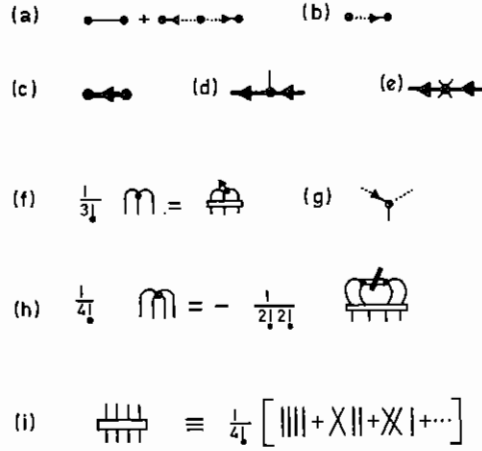 (a) + (b)
(c) (d) (e)
(f) 1/3! = (g)
(h) 1/4! = - 1/2!2!
(i) ≡ 1/4! [ + + + ··· ]